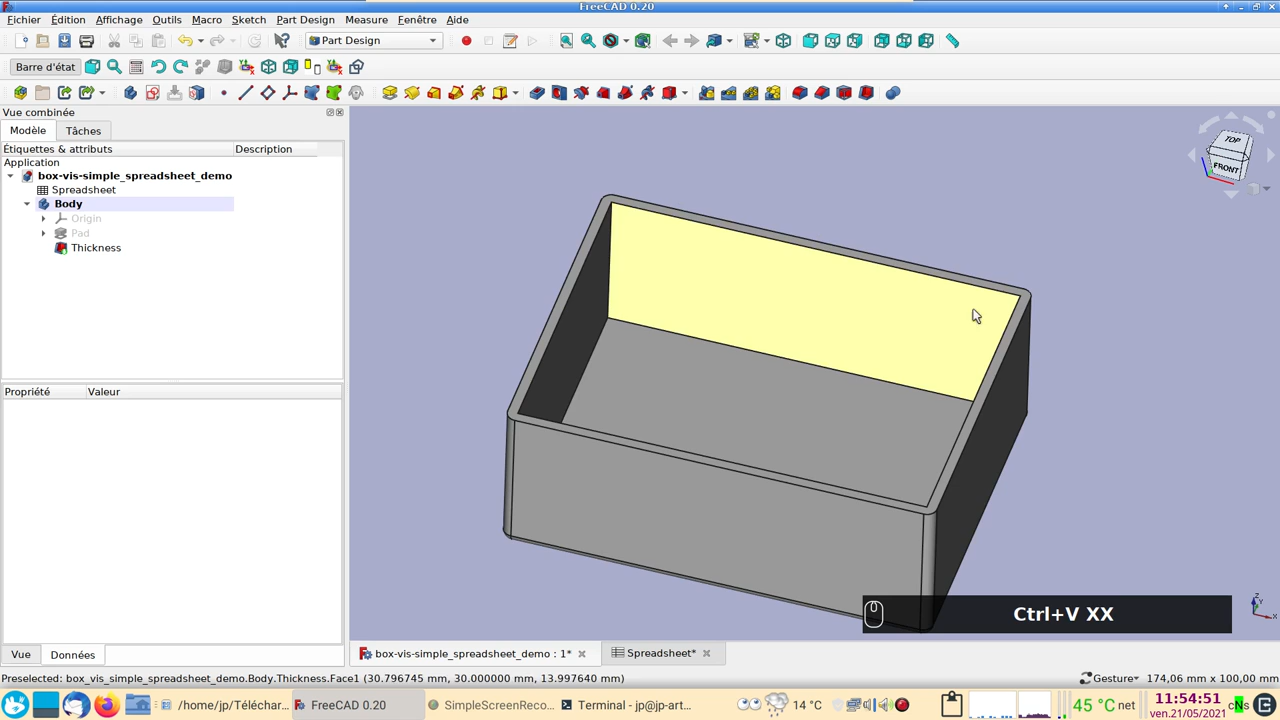 FreeCAD 0.20
Fichier Édition Affichage Outils Macro Sketch Part Design Measure Fenêtre Aide
Part Design
Barre d'état
Vue combinée
Modèle Tâches
Étiquettes & attributs Description
Application
box-vis-simple_spreadsheet_demo
Spreadsheet
Body
Origin
Pad
Thickness
TOP
FRONT
Propriété Valeur
Ctrl+V XX
Vue Données
box-vis-simple_spreadsheet_demo : 1* Spreadsheet*
Preselected: box_vis_simple_spreadsheet_demo.Body.Thickness.Face1 (30.796745 mm, 30.000000 mm, 13.997640 mm) Gesture 174,06 mm x 100,00 mm
/home/jp/Téléchar... FreeCAD 0.20 SimpleScreenReco... Terminal - jp@jp-art... 14 °C 45 °C net 11:54:51
ven.21/05/2021